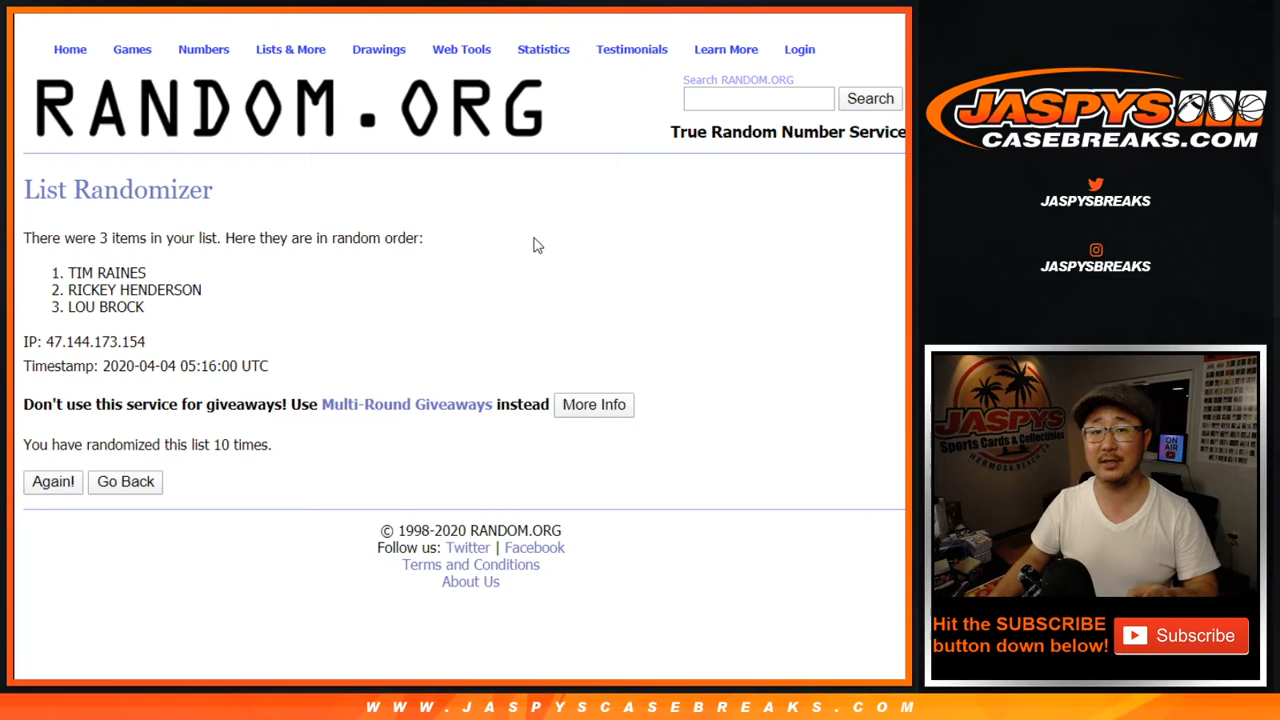 Home Games Numbers Lists & More Drawings Web Tools Statistics Testimonials Learn More Login
RANDOM.ORG
Search RANDOM.ORG
Search
True Random Number Service
List Randomizer
There were 3 items in your list. Here they are in random order:
1. TIM RAINES
2. RICKEY HENDERSON
3. LOU BROCK
IP: 47.144.173.154
Timestamp: 2020-04-04 05:16:00 UTC
Don't use this service for giveaways! Use Multi-Round Giveaways instead More Info
You have randomized this list 10 times.
Again! Go Back
© 1998-2020 RANDOM.ORG
Follow us: Twitter | Facebook
Terms and Conditions
About Us
JASPYS
CASEBREAKS.COM
JASPYSBREAKS
JASPYSBREAKS
JASPYS
Sports Cards & Collectibles
HERMOSA BEACH, CA
ON AIR
Hit the SUBSCRIBE
button down below!
Subscribe
WWW.JASPYSCASEBREAKS.COM